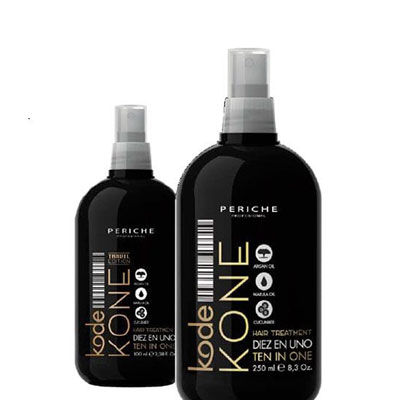 PERICHE
PROFESSIONAL
TRAVEL
EDITION
kode
KONE
CUCUMBER
HAIR TREATMENT
DIEZ EN UNO
TEN IN ONE
PERICHE
PROFESSIONAL
kode
KONE
ARGAN OIL
MARULA OIL
CUCUMBER
HAIR TREATMENT
DIEZ EN UNO
TEN IN ONE
250 ml e 8,3 Oz.